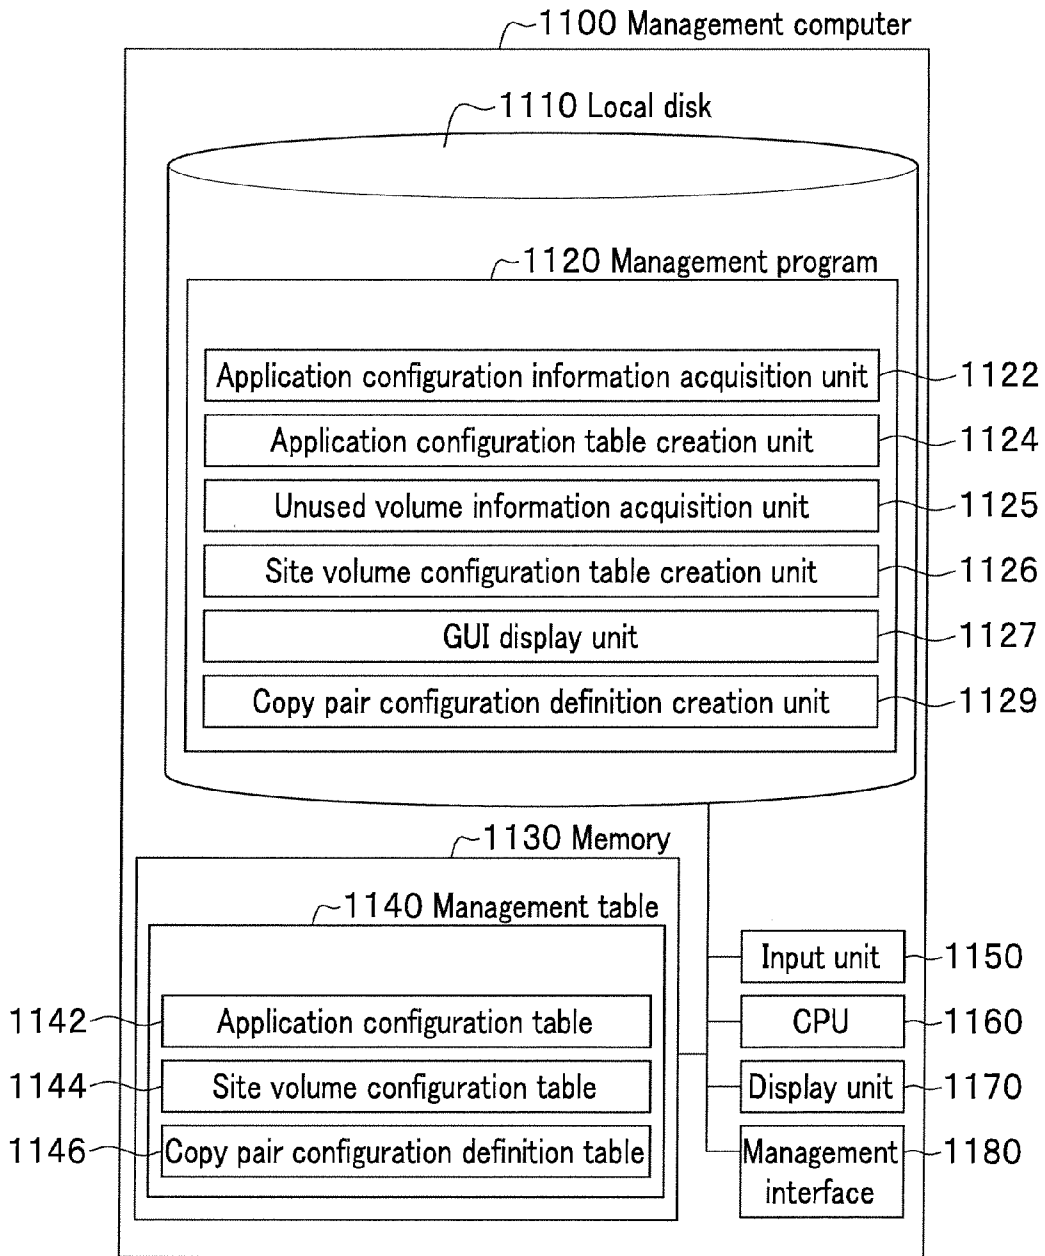 1100 Management computer
1110 Local disk
1120 Management program
Application configuration information acquisition unit 1122
Application configuration table creation unit 1124
Unused volume information acquisition unit 1125
Site volume configuration table creation unit 1126
GUI display unit 1127
Copy pair configuration definition creation unit 1129
1130 Memory
1140 Management table
1142 Application configuration table
1144 Site volume configuration table
1146 Copy pair configuration definition table
Input unit 1150
CPU 1160
Display unit 1170
Management 1180
interface